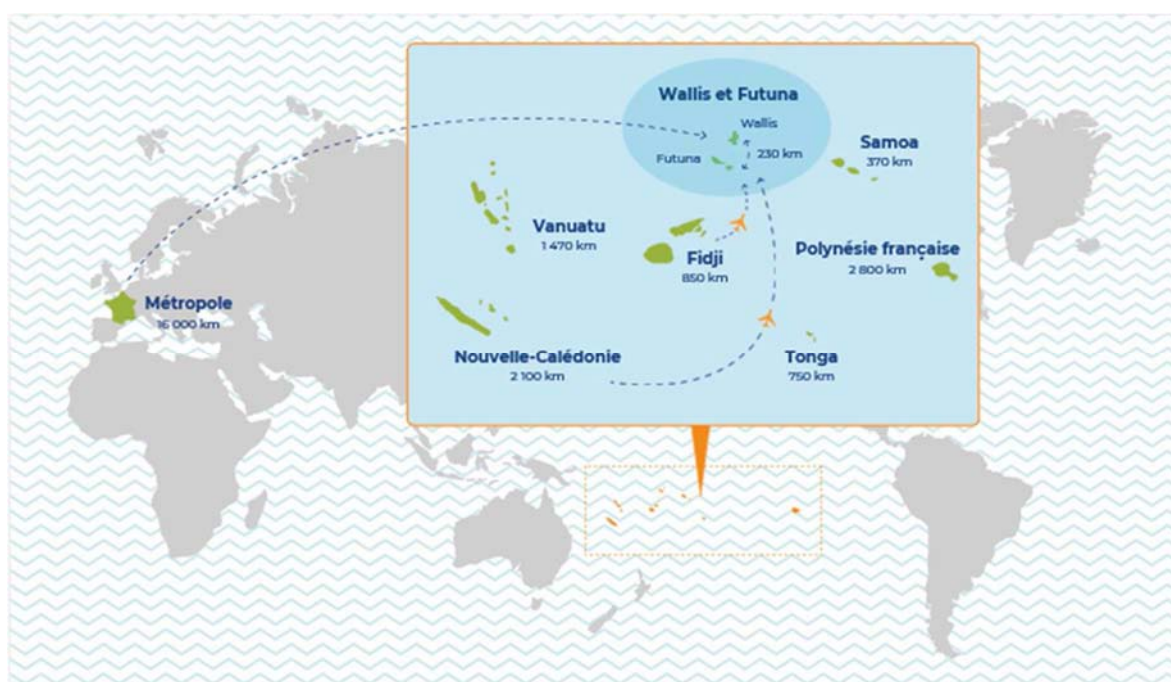 Wallis et Futuna
Wallis
Futuna
230 km
Samoa
370 km
Vanuatu
1 470 km
Fidji
850 km
Polynésie française
2 800 km
Métropole
16 000 km
Nouvelle-Calédonie
2 100 km
Tonga
750 km